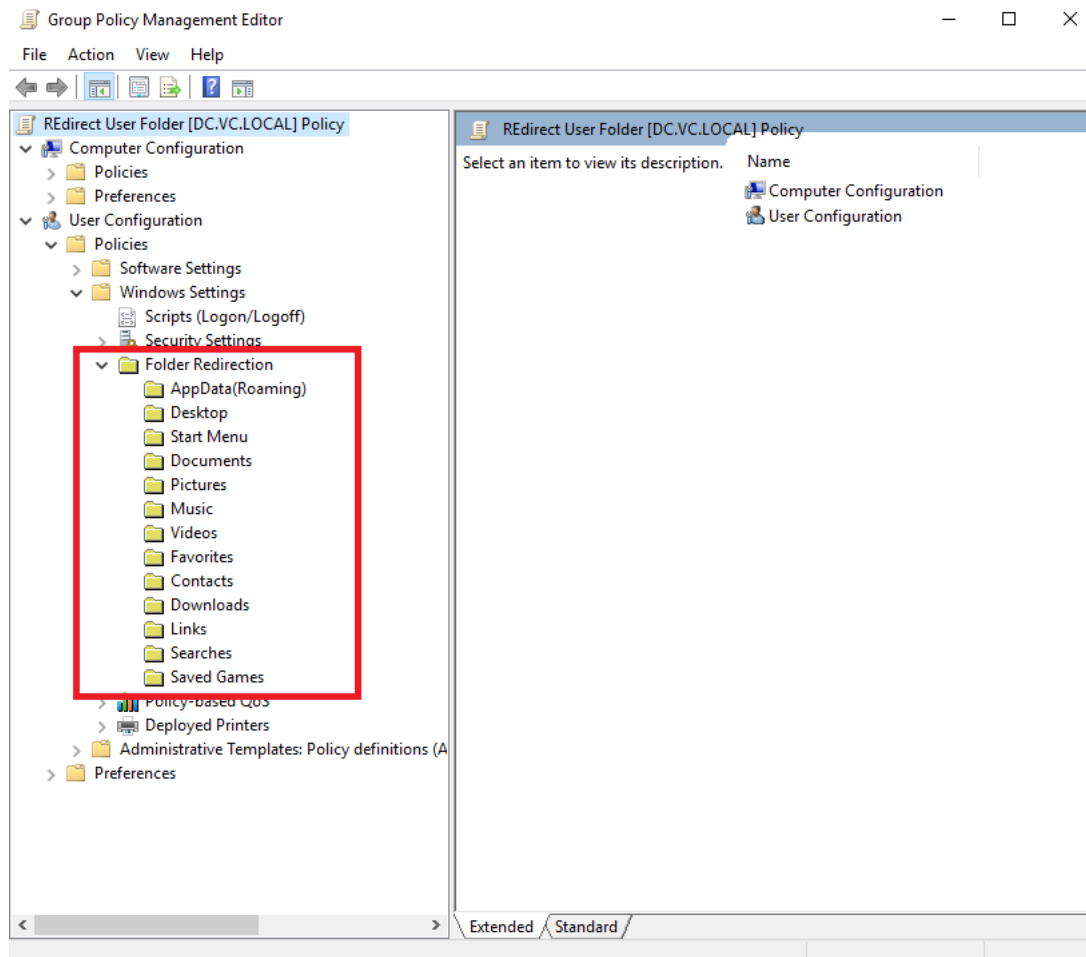 Group Policy Management Editor
File Action View Help
REdirect User Folder [DC.VC.LOCAL] Policy
Computer Configuration
Policies
Preferences
User Configuration
Policies
Software Settings
Windows Settings
Scripts (Logon/Logoff)
Security Settings
Folder Redirection
AppData(Roaming)
Desktop
Start Menu
Documents
Pictures
Music
Videos
Favorites
Contacts
Downloads
Links
Searches
Saved Games
Policy-based QoS
Deployed Printers
Administrative Templates: Policy definitions (A
Preferences
REdirect User Folder [DC.VC.LOCAL] Policy
Select an item to view its description.
Name
Computer Configuration
User Configuration
Extended Standard